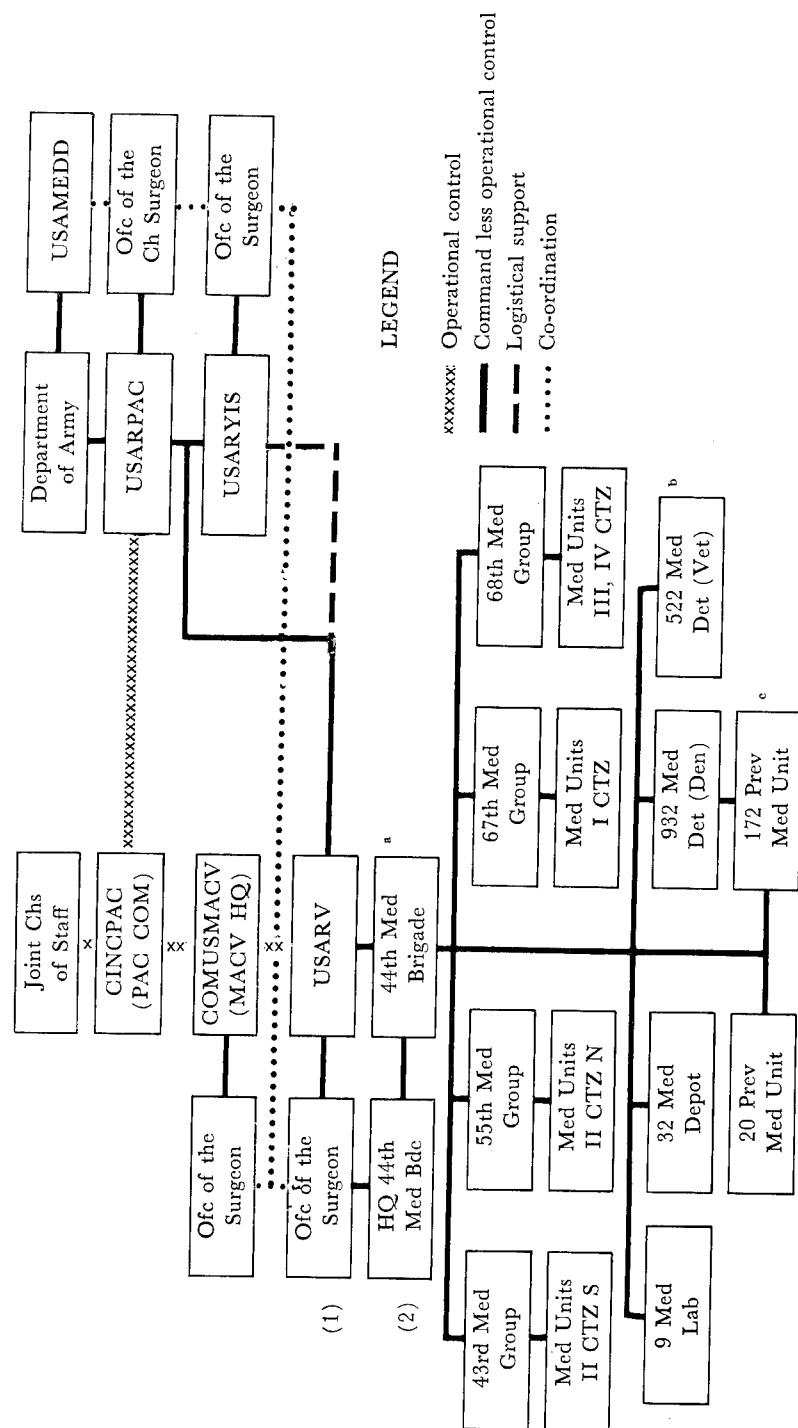 Joint Chs
of Staff
x
CINCPAC
(PAC COM)
xxxxxxxxxxxxxxxxxxxxxxxxxxxxxxxxxxxx
xx
COMUSMACV
(MACV HQ)
xx
Ofc of the
Surgeon
Department
of Army
USAMEDD
USARPAC
Ofc of the
Ch Surgeon
USARYIS
Ofc of the
Surgeon
(1)
Ofc of the
Surgeon
USARV
(2)
HQ 44th
Med Bde
44th Med
Brigade
a
LEGEND
xxxxxxx Operational control
Command less operational control
Logistical support
Co-ordination
43rd Med
Group
55th Med
Group
67th Med
Group
68th Med
Group
Med Units
II CTZ S
Med Units
II CTZ N
Med Units
I CTZ
Med Units
III, IV CTZ
9 Med
Lab
32 Med
Depot
932 Med
Det (Den)
522 Med
Det (Vet)
b
20 Prev
Med Unit
172 Prev
Med Unit
c